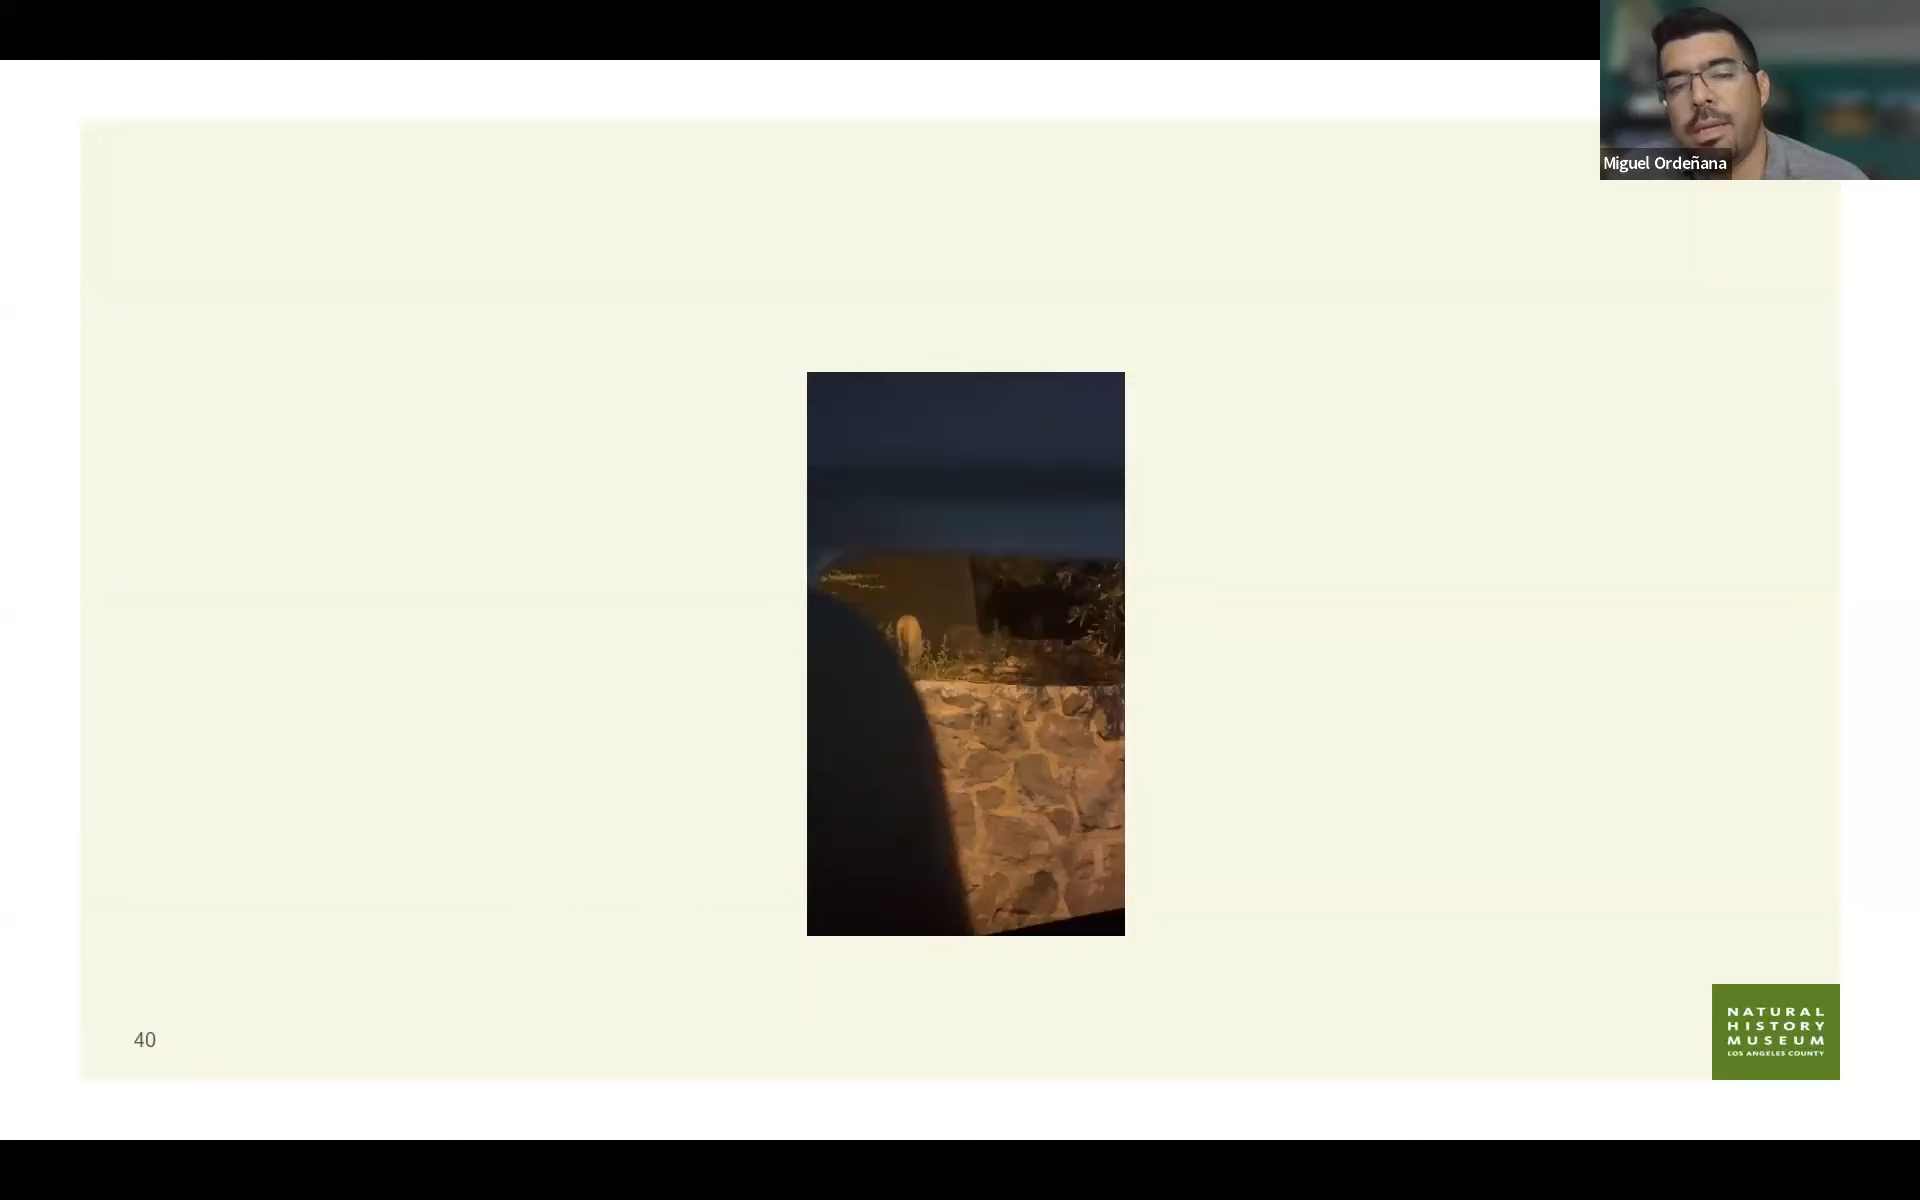 Miguel Ordeñana
40
NATURAL
HISTORY
MUSEUM
LOS ANGELES COUNTY